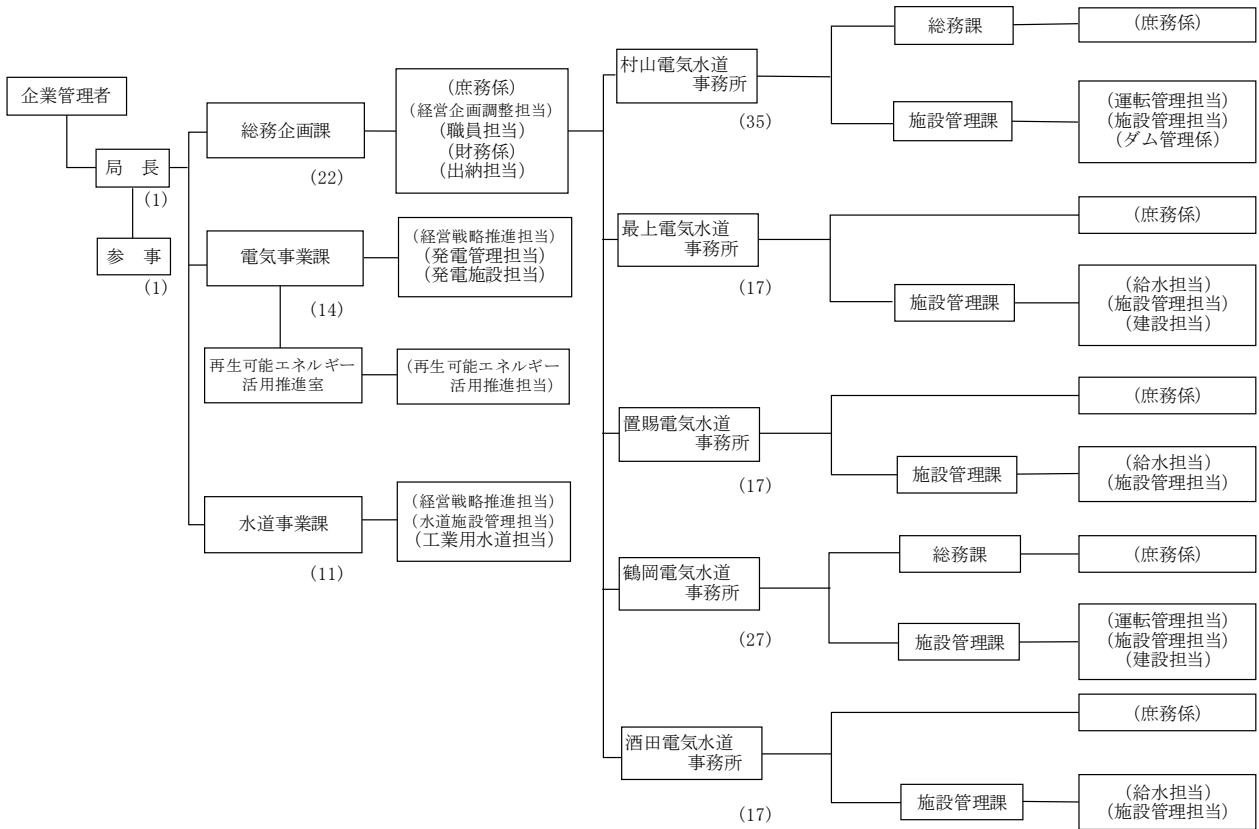 企業管理者
局　長
(1)
参　事
(1)
総務企画課
(22)
(庶務係)
(経営企画調整担当)
(職員担当)
(財務係)
(出納担当)
電気事業課
(14)
(経営戦略推進担当)
(発電管理担当)
(発電施設担当)
再生可能エネルギー
活用推進室
(再生可能エネルギー
活用推進担当)
水道事業課
(11)
(経営戦略推進担当)
(水道施設管理担当)
(工業用水道担当)
村山電気水道
事務所
(35)
総務課
(庶務係)
施設管理課
(運転管理担当)
(施設管理担当)
(ダム管理係)
最上電気水道
事務所
(17)
(庶務係)
施設管理課
(給水担当)
(施設管理担当)
(建設担当)
置賜電気水道
事務所
(17)
(庶務係)
施設管理課
(給水担当)
(施設管理担当)
鶴岡電気水道
事務所
(27)
総務課
(庶務係)
施設管理課
(運転管理担当)
(施設管理担当)
(建設担当)
酒田電気水道
事務所
(17)
(庶務係)
施設管理課
(給水担当)
(施設管理担当)